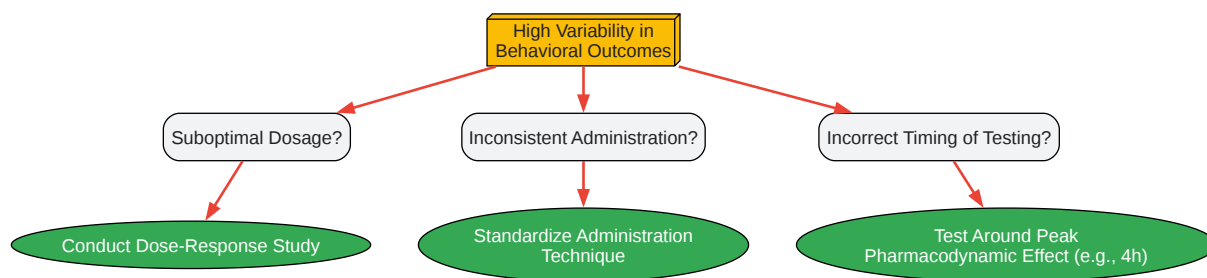 High Variability in
Behavioral Outcomes
Suboptimal Dosage?
Inconsistent Administration?
Incorrect Timing of Testing?
Conduct Dose-Response Study
Standardize Administration
Technique
Test Around Peak
Pharmacodynamic Effect (e.g., 4h)